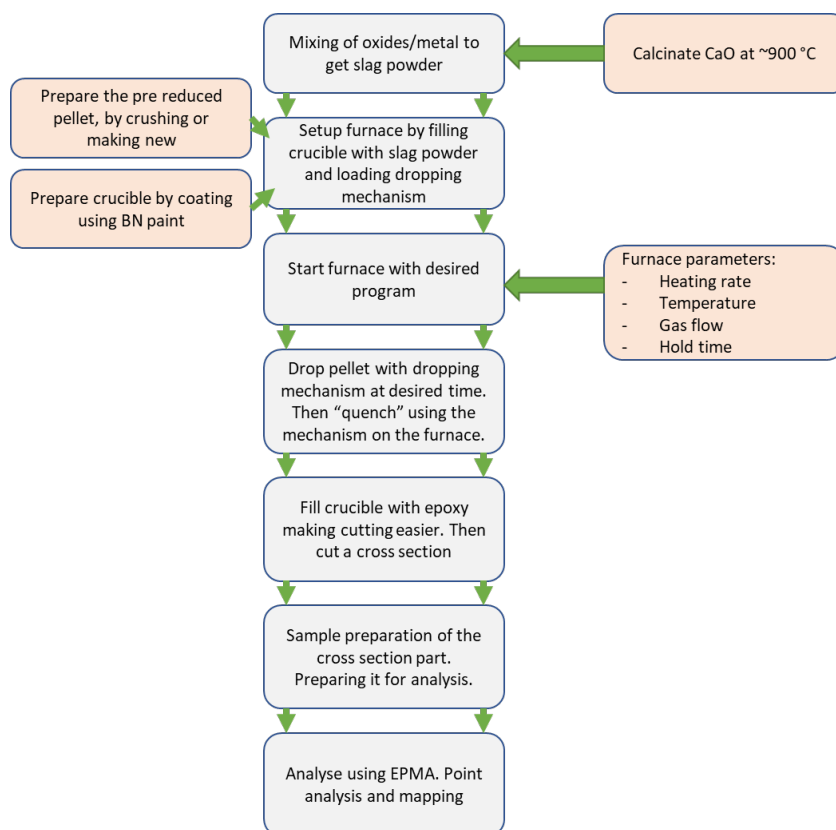 Mixing of oxides/metal to
get slag powder
Calcinate CaO at ~900 °C
Prepare the pre reduced
pellet, by crushing or
making new
Setup furnace by filling
crucible with slag powder
and loading dropping
mechanism
Prepare crucible by coating
using BN paint
Start furnace with desired
program
Furnace parameters:
- Heating rate
- Temperature
- Gas flow
- Hold time
Drop pellet with dropping
mechanism at desired time.
Then “quench” using the
mechanism on the furnace.
Fill crucible with epoxy
making cutting easier. Then
cut a cross section
Sample preparation of the
cross section part.
Preparing it for analysis.
Analyse using EPMA. Point
analysis and mapping